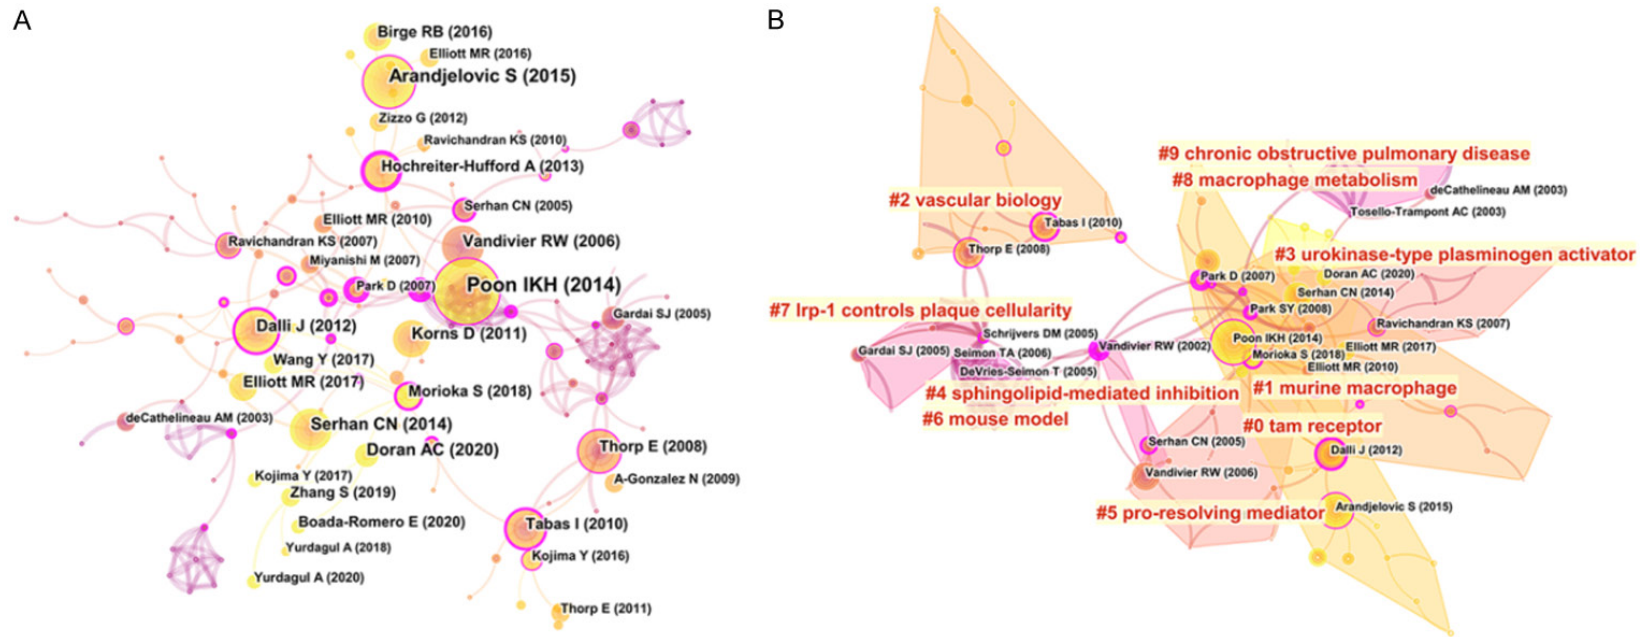 A
Birge RB (2016)
Elliott MR (2016)
Arandjelovic S (2015)
Zizzo G (2012)
Ravichandran KS (2010)
Hochreiter-Hufford A (2013)
Serhan CN (2005)
Elliott MR (2010)
Ravichandran KS (2007)
Vandivier RW (2006)
Miyanishi M (2007)
Park D (2007)
Poon IKH (2014)
Gardai SJ (2005)
Dalli J (2012)
Korns D (2011)
Wang Y (2017)
Elliott MR (2017)
Morioka S (2018)
deCathelineau AM (2003)
Serhan CN (2014)
Doran AC (2020)
Thorp E (2008)
Kojima Y (2017)
A-Gonzalez N (2009)
Zhang S (2019)
Boada-Romero E (2020)
Tabas I (2010)
Yurdagul A (2018)
Kojima Y (2016)
Yurdagul A (2020)
Thorp E (2011)
B
#9 chronic obstructive pulmonary disease
#8 macrophage metabolism
deCathelineau AM (2003)
#2 vascular biology
Tosello-Trampont AC (2003)
Tabas I (2010)
Thorp E (2008)
#3 urokinase-type plasminogen activator
Park D (2007)
Doran AC (2020)
Serhan CN (2014)
#7 lrp-1 controls plaque cellularity
Park SY (2008)
Ravichandran KS (2007)
Schrijvers DM (2005)
Gardai SJ (2005)
Seimon TA (2006)
Vandivier RW (2002)
Poon IKH (2014)
Elliott MR (2017)
Morioka S (2018)
DeVries-Seimon T (2005)
Elliott MR (2010)
#4 sphingolipid-mediated inhibition
#1 murine macrophage
#6 mouse model
#0 tam receptor
Serhan CN (2005)
Dalli J (2012)
Vandivier RW (2006)
#5 pro-resolving mediator
Arandjelovic S (2015)